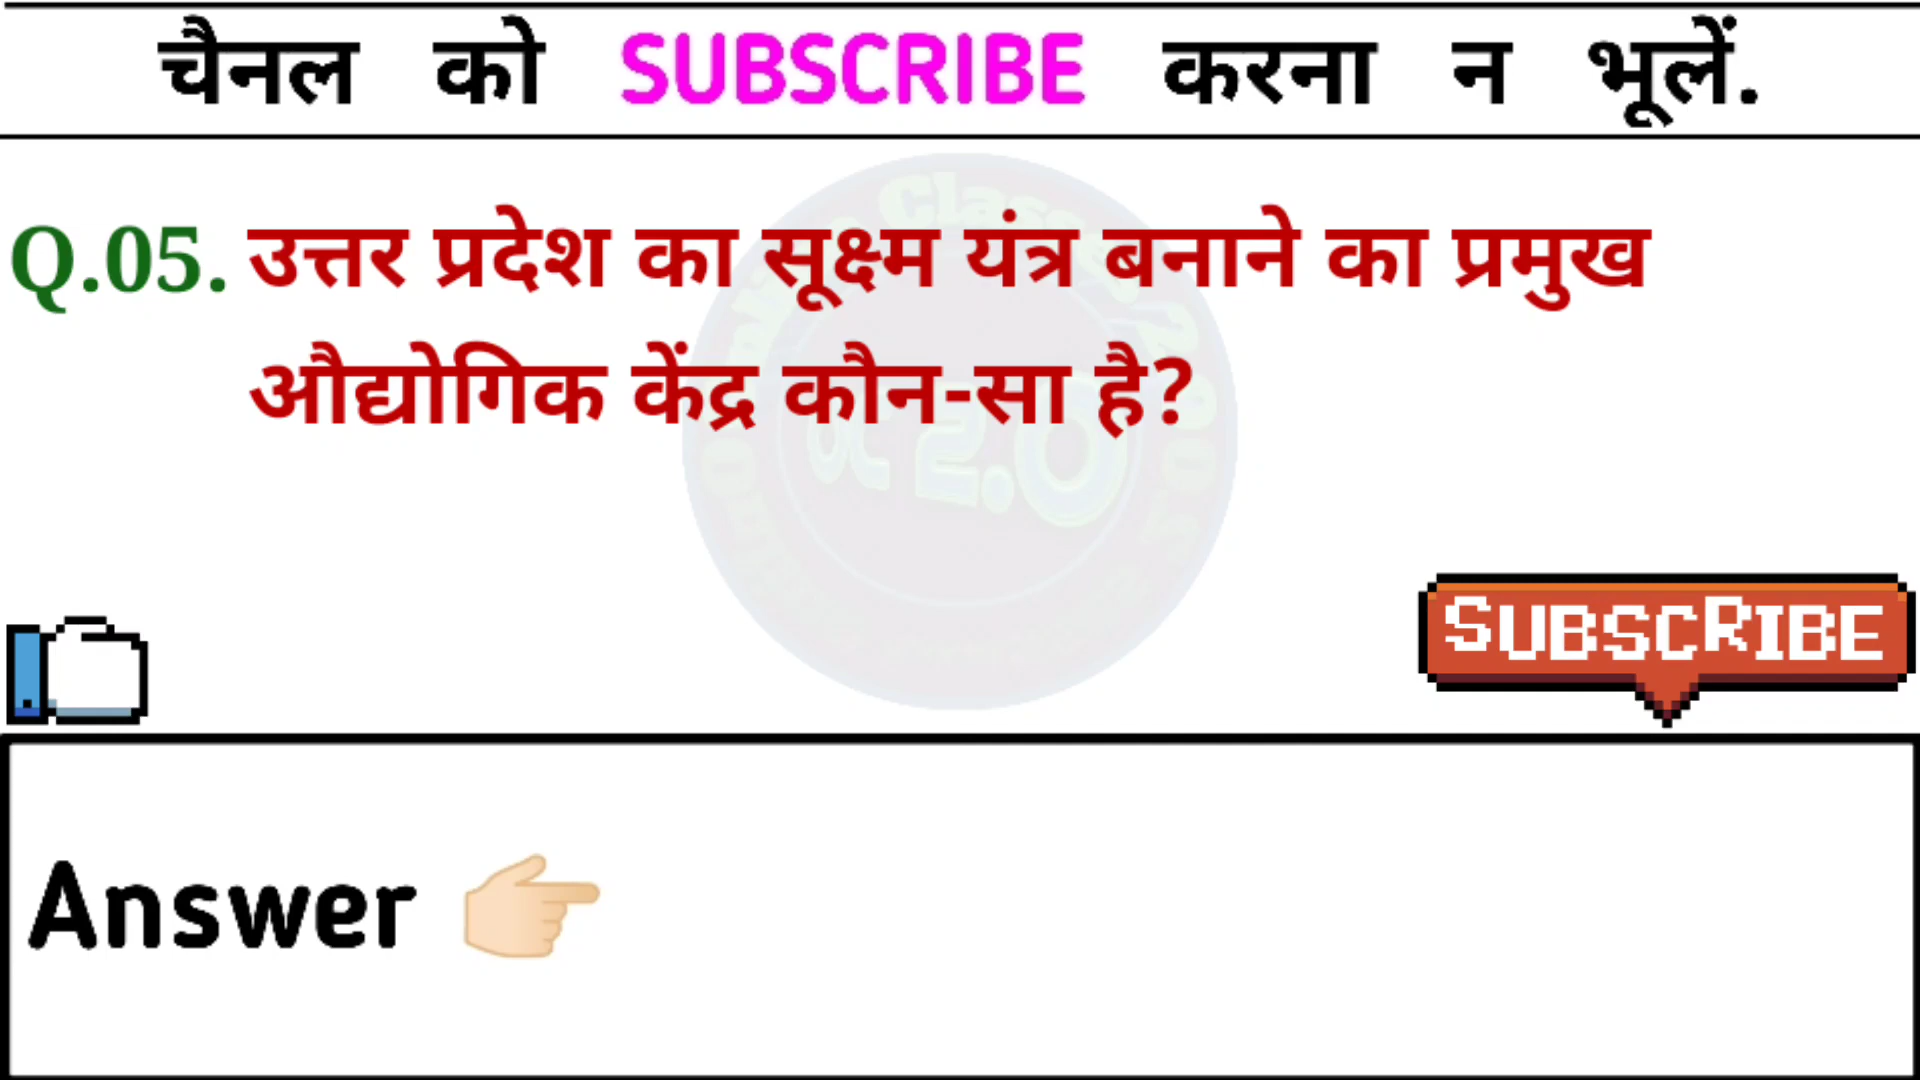 चैनल को SUBSCRIBE करना न भूलें.
Q.05. उत्तर प्रदेश का सूक्ष्म यंत्र बनाने का प्रमुख
औद्योगिक केंद्र कौन-सा है?
SUBSCRIBE
Answer